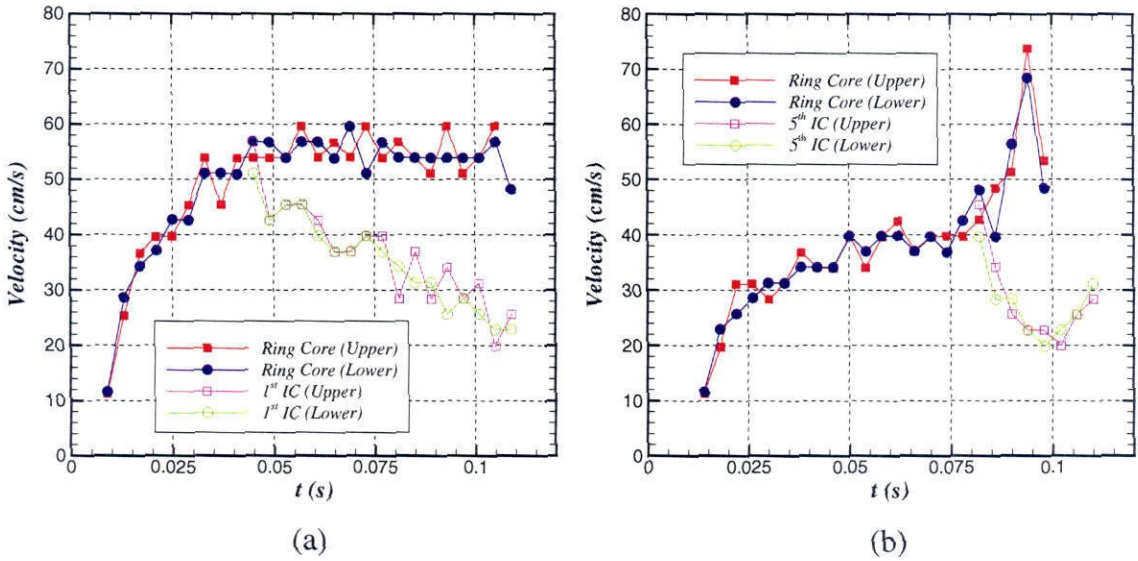 80
70
60
50
40
30
20
10
0
Velocity (cm/s)
0
0.025
0.05
0.075
0.1
t (s)
Ring Core (Upper)
Ring Core (Lower)
1st IC (Upper)
1st IC (Lower)
(a)
80
70
60
50
40
30
20
10
0
Velocity (cm/s)
0
0.025
0.05
0.075
0.1
t (s)
Ring Core (Upper)
Ring Core (Lower)
5th IC (Upper)
5th IC (Lower)
(b)